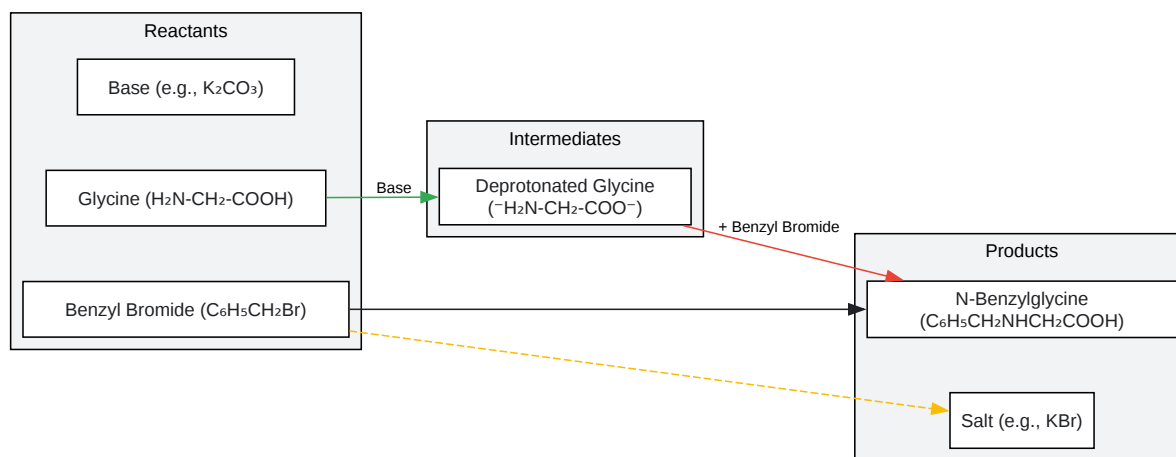 Reactants
Base (e.g., K₂CO₃)
Glycine (H₂N-CH₂-COOH)
Benzyl Bromide (C₆H₅CH₂Br)
Base
Intermediates
Deprotonated Glycine
(⁻H₂N-CH₂-COO⁻)
+ Benzyl Bromide
Products
N-Benzylglycine
(C₆H₅CH₂NHCH₂COOH)
Salt (e.g., KBr)